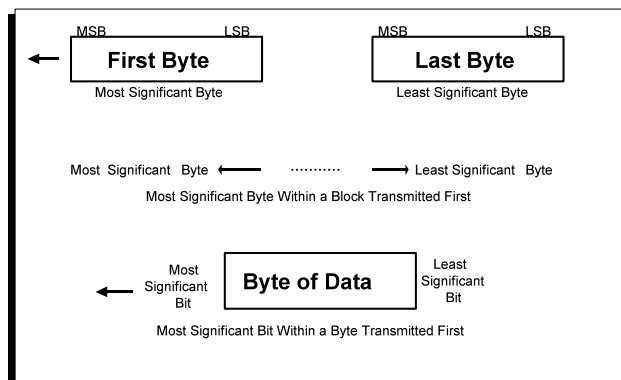 MSB LSB MSB LSB
First Byte Last Byte
Most Significant Byte Least Significant Byte
Most Significant Byte .......... Least Significant Byte
Most Significant Byte Within a Block Transmitted First
Most
Significant
Bit
Byte of Data
Least
Significant
Bit
Most Significant Bit Within a Byte Transmitted First